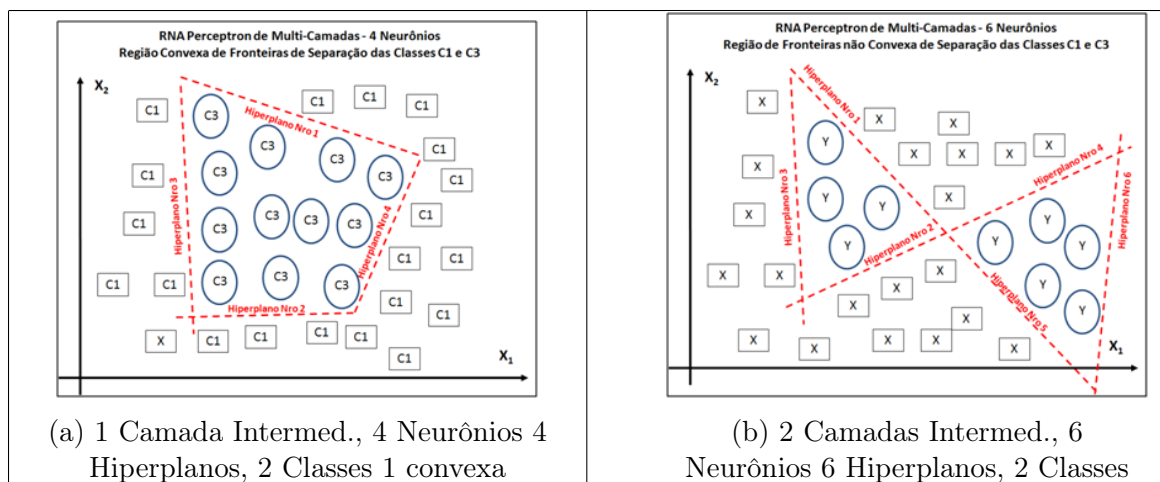 RNA Perceptron de Multi-Camadas - 4 Neurônios
Região Convexa de Fronteiras de Separação das Classes C1 e C3
X2
C1
C1
C1
C1
C3
Hiperplano Nro 1
C3
C3
C1
C1
C3
C3
C1
Hiperplano Nro 3
C1
C3
C3
C3
C3
C1
Hiperplano Nro 4
C1
C1
C1
C1
C3
C3
C3
C1
Hiperplano Nro 2
C1
X
C1
C1
C1
C1
C1
X1
RNA Perceptron de Multi-Camadas - 6 Neurônios
Região de Fronteiras não Convexa de Separação das Classes C1 e C3
X2
Hiperplano Nro 1
X
X
X
Y
X
X
X
X
Hiperplano Nro 4
X
Hiperplano Nro 3
Y
Y
X
X
Y
Hiperplano Nro 6
Hiperplano Nro 2
Y
Y
Y
X
X
X
X
Y
Hiperplano Nro 5
X
Y
X
X
X
X
X
X
X1
(a) 1 Camada Intermed., 4 Neurônios 4
Hiperplanos, 2 Classes 1 convexa
(b) 2 Camadas Intermed., 6
Neurônios 6 Hiperplanos, 2 Classes